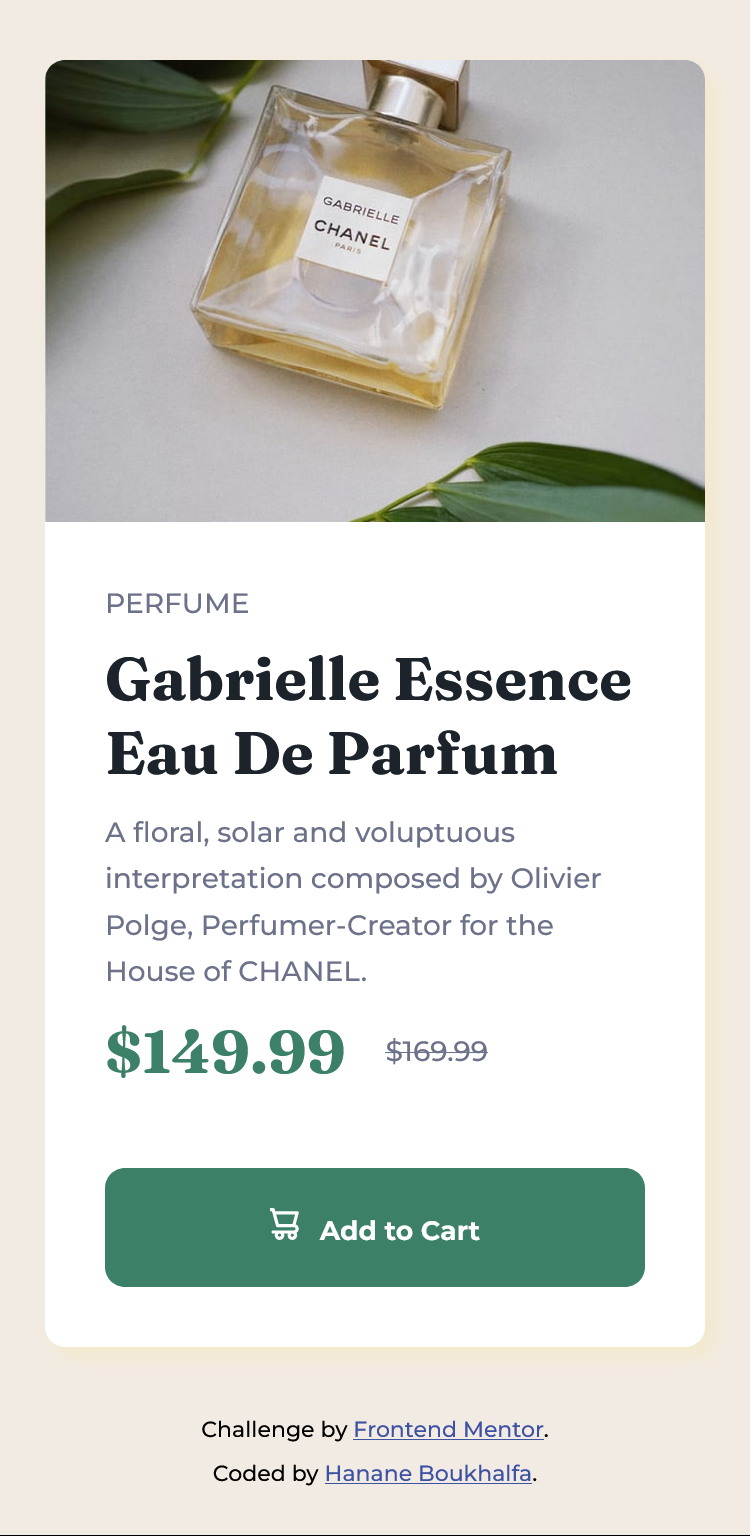 GABRIELLE
CHANEL
PARIS
PERFUME
Gabrielle Essence
Eau De Parfum
A floral, solar and voluptuous
interpretation composed by Olivier
Polge, Perfumer-Creator for the
House of CHANEL.
$149.99 $169.99
Add to Cart
Challenge by Frontend Mentor.
Coded by Hanane Boukhalfa.